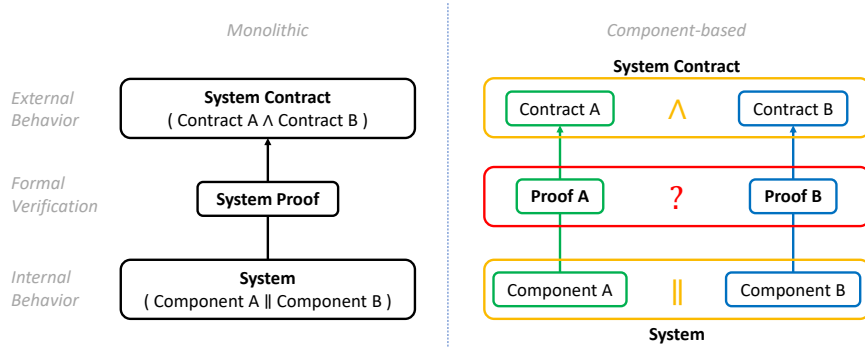 Monolithic
Component-based
External
Behavior
System Contract
( Contract A ∧ Contract B )
System Contract
Contract A
∧
Contract B
Formal
Verification
System Proof
Proof A
?
Proof B
Internal
Behavior
System
( Component A || Component B )
Component A
||
Component B
System